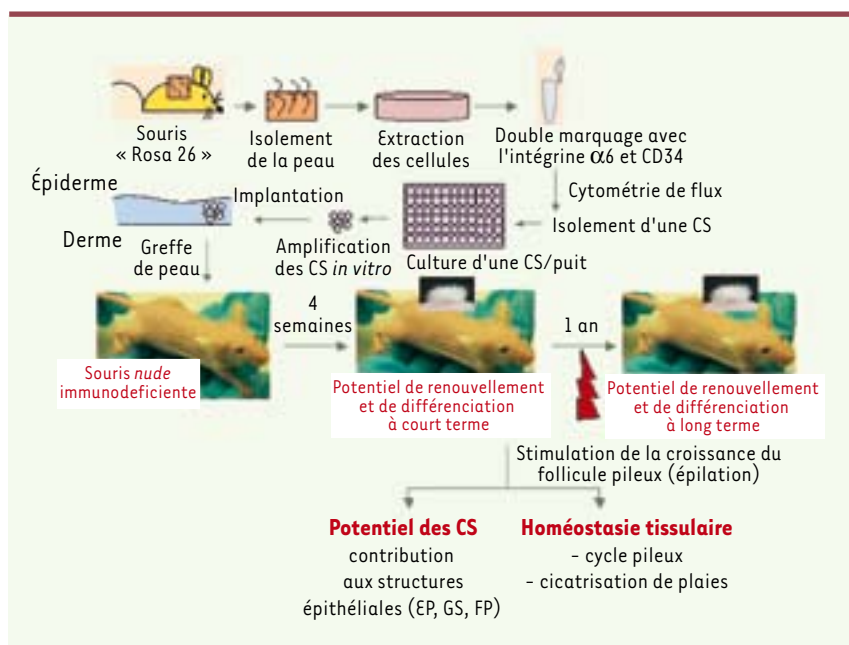 Souris
« Rosa 26 »
Isolement
de la peau
Extraction
des cellules
Double marquage avec
l'intégrine α6 et CD34
Cytométrie de flux
Isolement d'une CS
Culture d'une CS/puit
Amplification
des CS in vitro
Implantation
Épiderme
Derme
Greffe
de peau
Souris nude
immunodeficiente
4
semaines
Potentiel de renouvellement
et de différenciation
à court terme
1 an
Potentiel de renouvellement
et de différenciation
à long terme
Stimulation de la croissance du
follicule pileux (épilation)
Potentiel des CS
contribution
aux structures
épithéliales (EP, GS, FP)
Homéostasie tissulaire
- cycle pileux
- cicatrisation de plaies